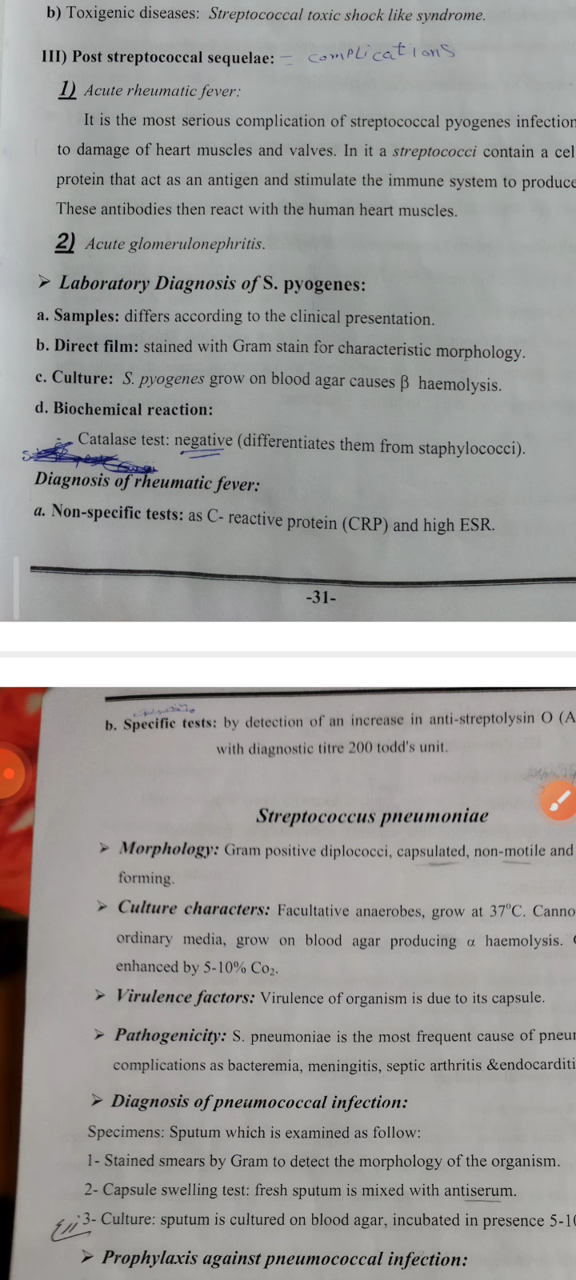 b) Toxigenic diseases: Streptococcal toxic shock like syndrome.
III) Post streptococcal sequelae: = complications
1) Acute rheumatic fever:
It is the most serious complication of streptococcal pyogenes infection
to damage of heart muscles and valves. In it a streptococci contain a cel
protein that act as an antigen and stimulate the immune system to produce
These antibodies then react with the human heart muscles.
2) Acute glomerulonephritis.
➢ Laboratory Diagnosis of S. pyogenes:
a. Samples: differs according to the clinical presentation.
b. Direct film: stained with Gram stain for characteristic morphology.
c. Culture: S. pyogenes grow on blood agar causes β haemolysis.
d. Biochemical reaction:
Catalase test: negative (differentiates them from staphylococci).
Diagnosis of rheumatic fever:
a. Non-specific tests: as C- reactive protein (CRP) and high ESR.
-31-
b. Specific tests: by detection of an increase in anti-streptolysin O (A
with diagnostic titre 200 todd's unit.
Streptococcus pneumoniae
➢ Morphology: Gram positive diplococci, capsulated, non-motile and
forming.
➢ Culture characters: Facultative anaerobes, grow at 37°C. Canno
ordinary media, grow on blood agar producing α haemolysis.
enhanced by 5-10% Co₂.
➢ Virulence factors: Virulence of organism is due to its capsule.
➢ Pathogenicity: S. pneumoniae is the most frequent cause of pneu
complications as bacteremia, meningitis, septic arthritis &endocarditi
➢ Diagnosis of pneumococcal infection:
Specimens: Sputum which is examined as follow:
1- Stained smears by Gram to detect the morphology of the organism.
2- Capsule swelling test: fresh sputum is mixed with antiserum.
3- Culture: sputum is cultured on blood agar, incubated in presence 5-10
➢ Prophylaxis against pneumococcal infection: